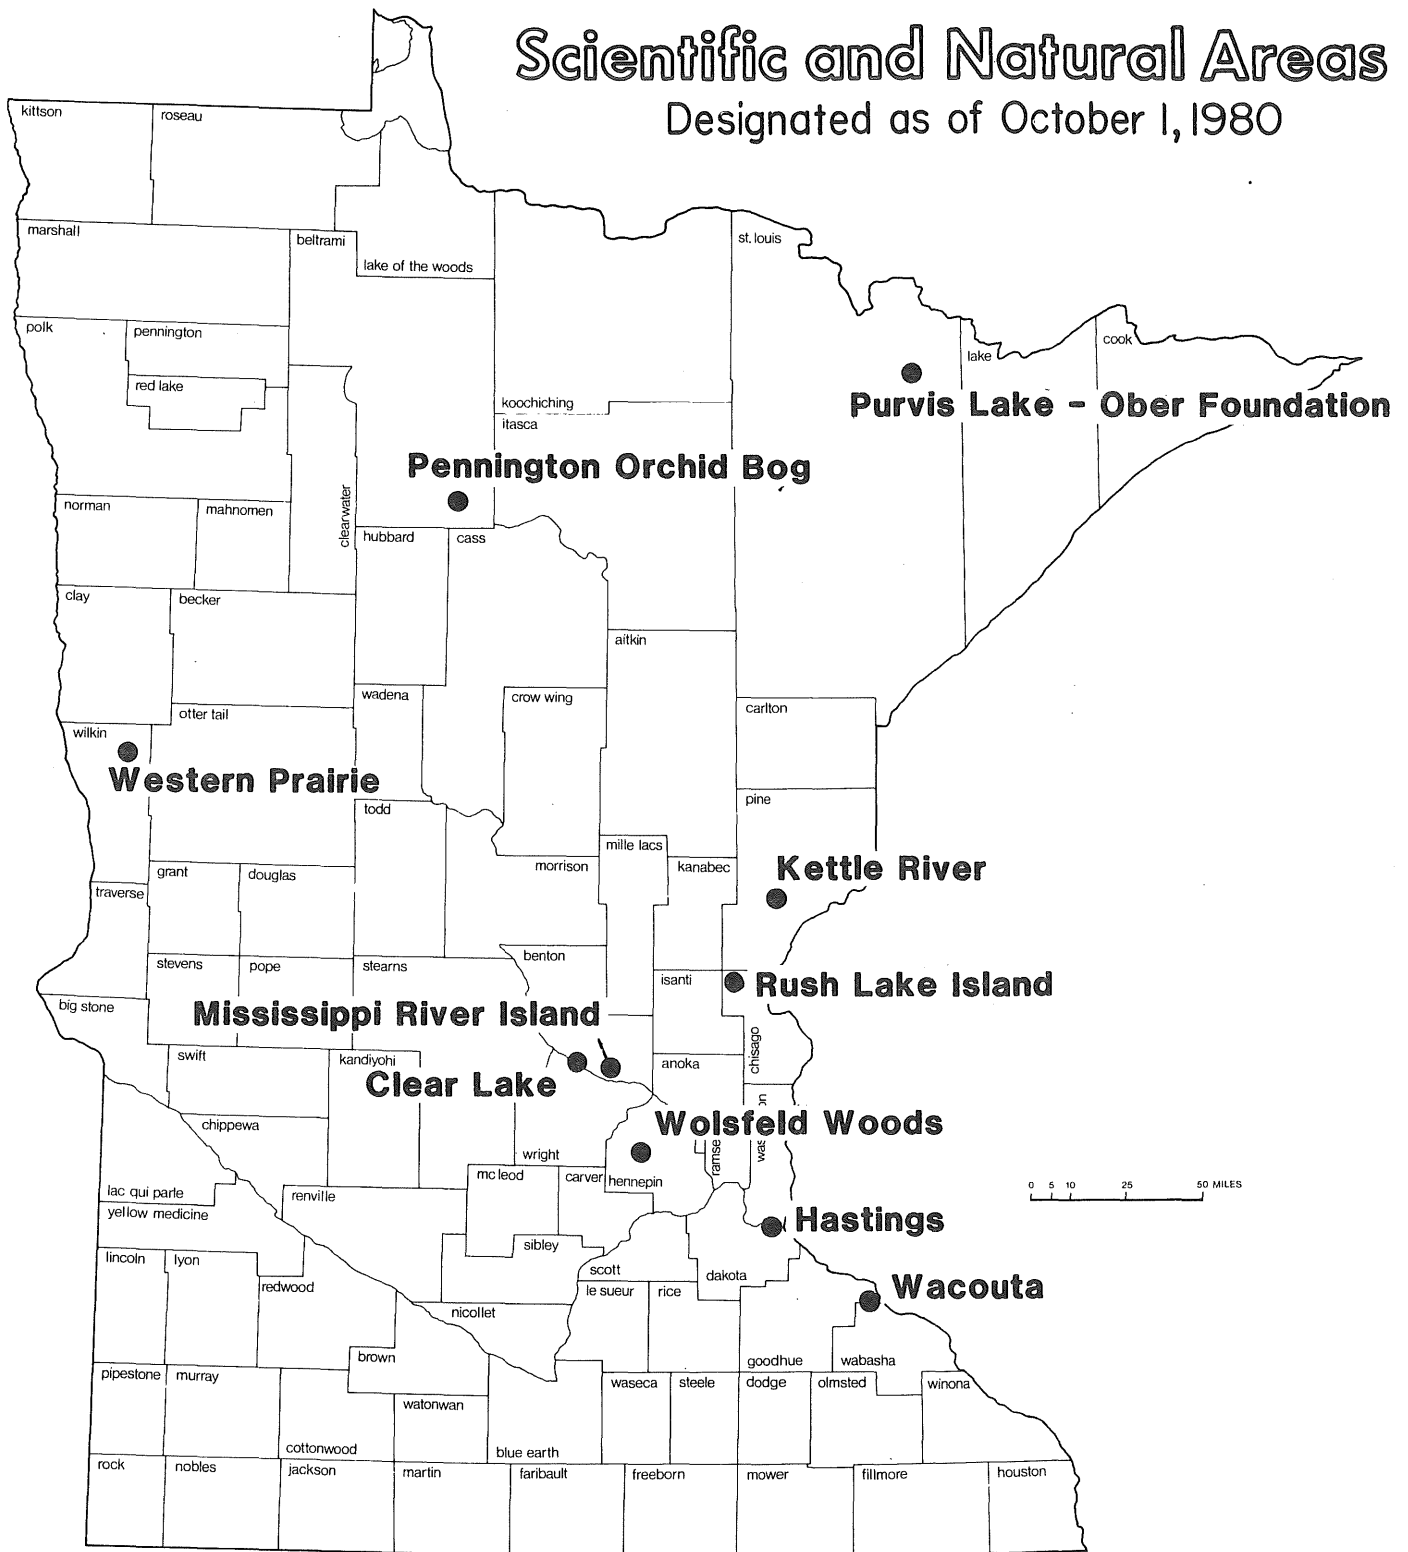 Scientific and Natural Areas
Designated as of October 1, 1980
kittson
roseau
marshall
beltrami
lake of the woods
st. louis
polk
pennington
red lake
koochiching
itasca
lake
cook
Purvis Lake - Ober Foundation
Pennington Orchid Bog
norman
mahnomen
clearwater
hubbard
cass
clay
becker
aitkin
wadena
crow wing
otter tail
carlton
wilkin
Western Prairie
todd
pine
mille lacs
morrison
kanabec
Kettle River
grant
douglas
traverse
benton
stevens
pope
stearns
isanti
Rush Lake Island
big stone
Mississippi River Island
chisago
swift
kandiyohi
anoka
Clear Lake
chippewa
Wolsfeld Woods
wright
mc leod
carver
hennepin
ramse
was
on
lac qui parle
renville
yellow medicine
0 5 10 25 50 MILES
Hastings
lincoln
lyon
sibley
scott
dakota
redwood
le sueur
rice
Wacouta
nicollet
brown
goodhue
wabasha
pipestone
murray
waseca
steele
dodge
olmsted
winona
watonwan
cottonwood
blue earth
rock
nobles
jackson
martin
faribault
freeborn
mower
fillmore
houston